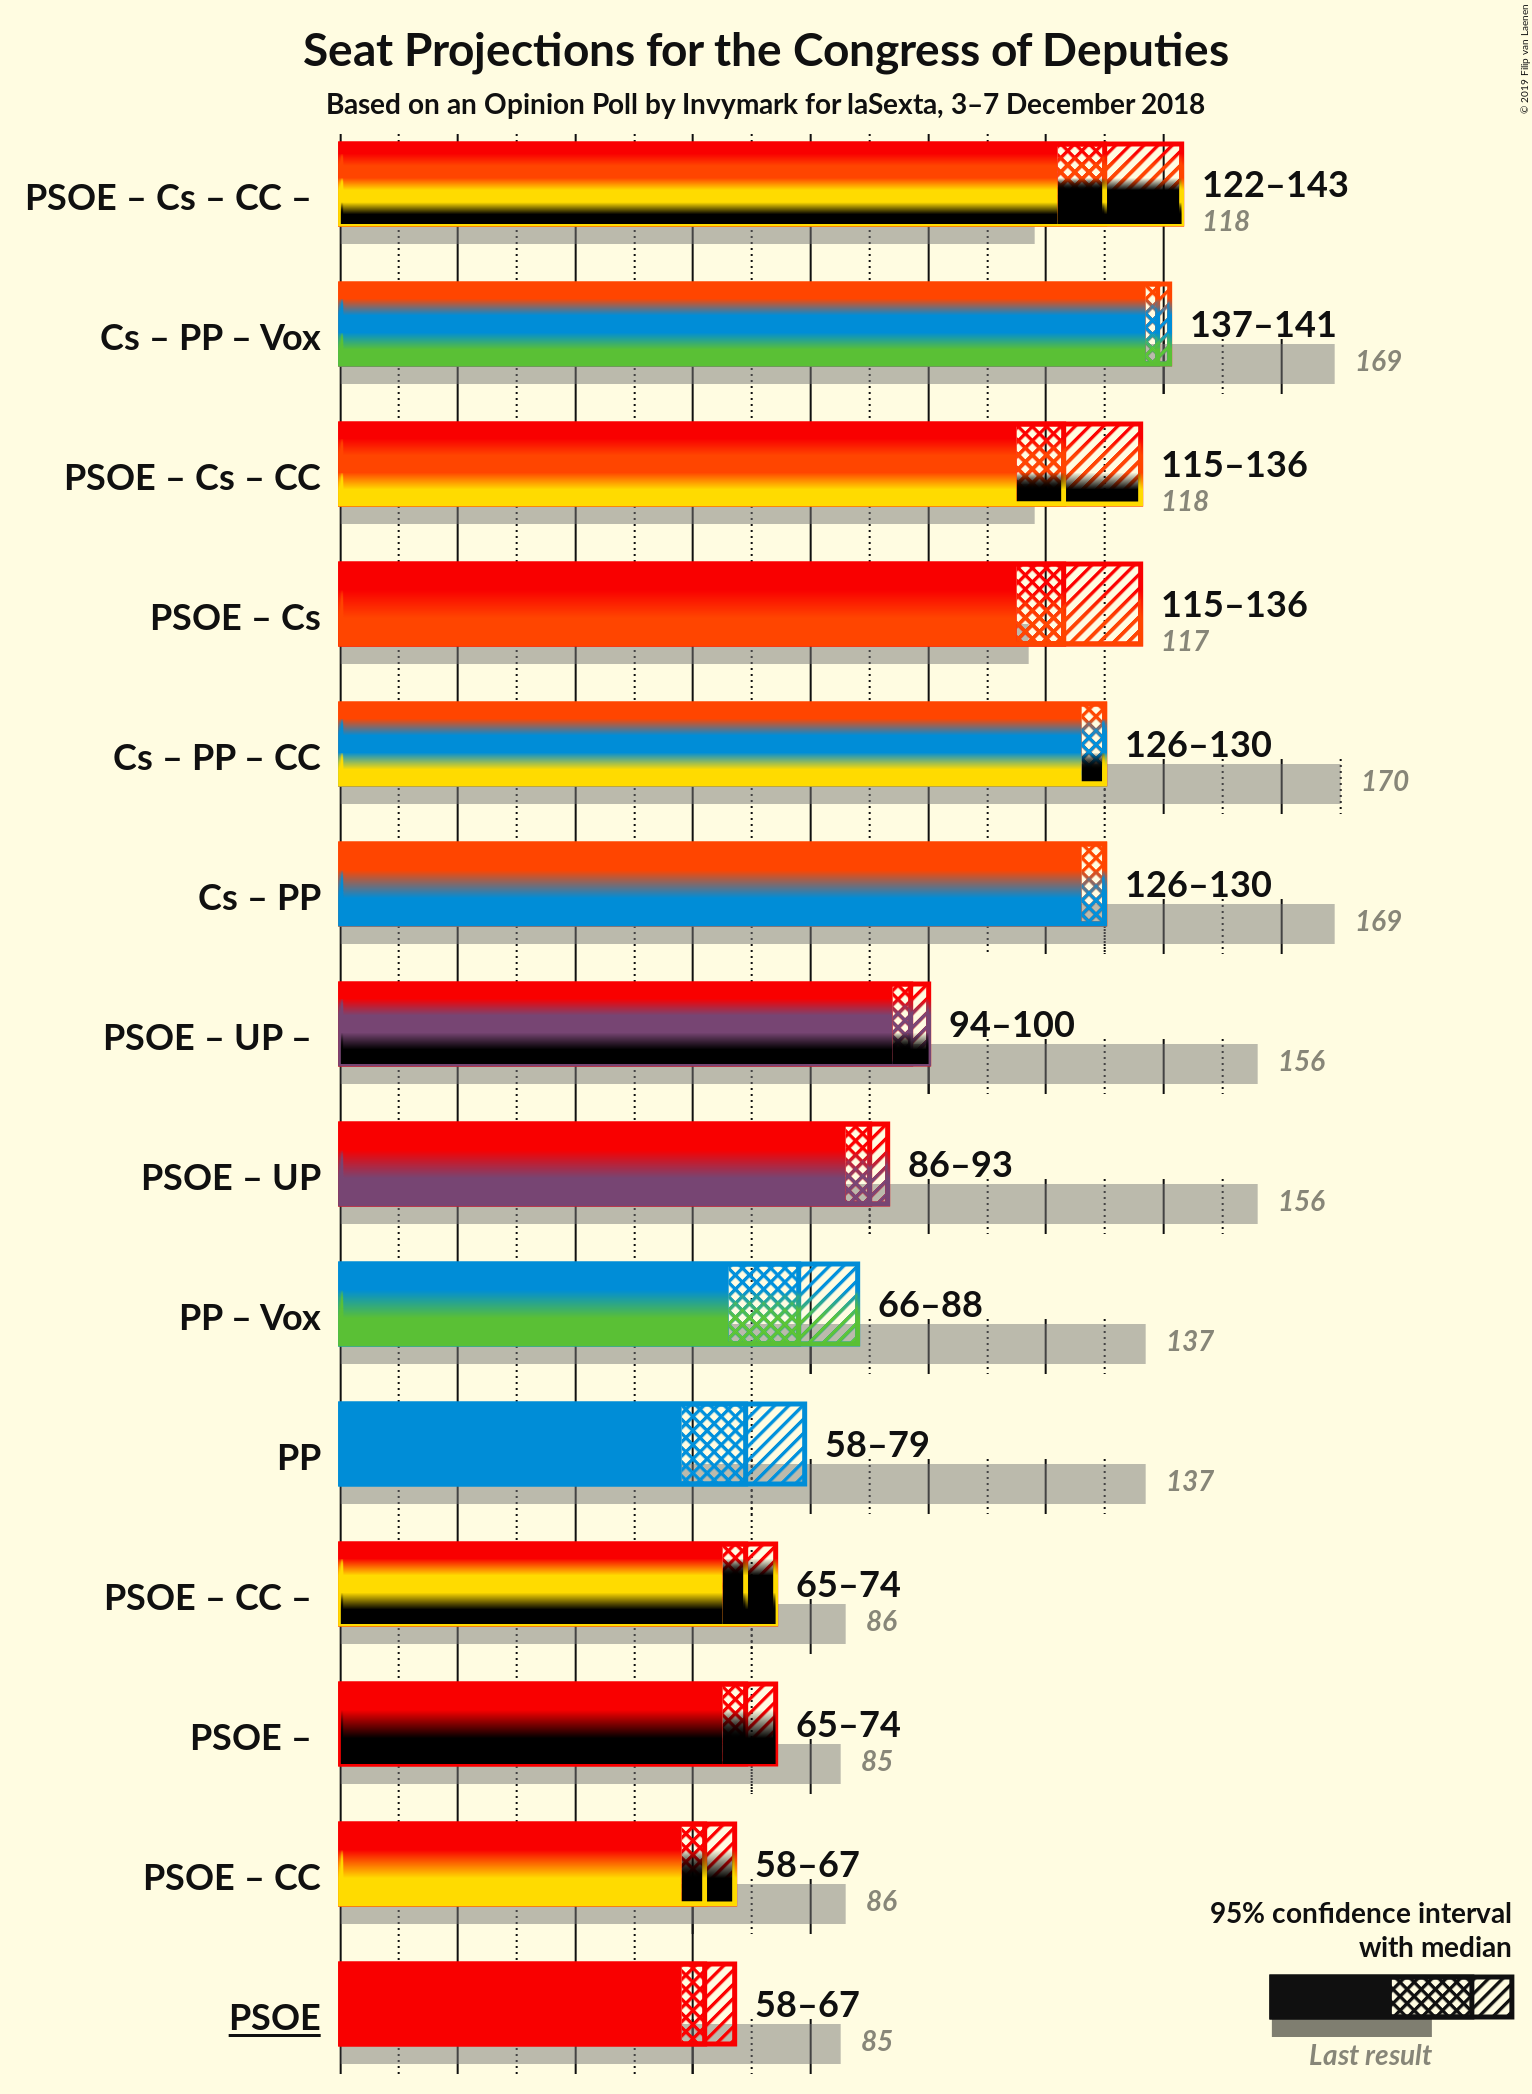 Seat Projections for the Congress of Deputies
Based on an Opinion Poll by Invymark for laSexta, 3–7 December 2018
© 2019 Filip van Laenen
PSOE – Cs – CC –
122–143
118
Cs – PP – Vox
137–141
169
PSOE – Cs – CC
115–136
118
PSOE – Cs
115–136
117
Cs – PP – CC
126–130
170
Cs – PP
126–130
169
PSOE – UP –
94–100
156
PSOE – UP
86–93
156
PP – Vox
66–88
137
PP
58–79
137
PSOE – CC –
65–74
86
PSOE –
65–74
85
PSOE – CC
58–67
86
PSOE
58–67
85
95% confidence interval
with median
Last result